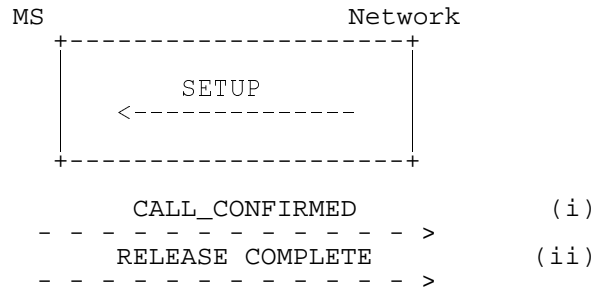 MS Network
SETUP
CALL_CONFIRMED (i)
RELEASE COMPLETE (ii)